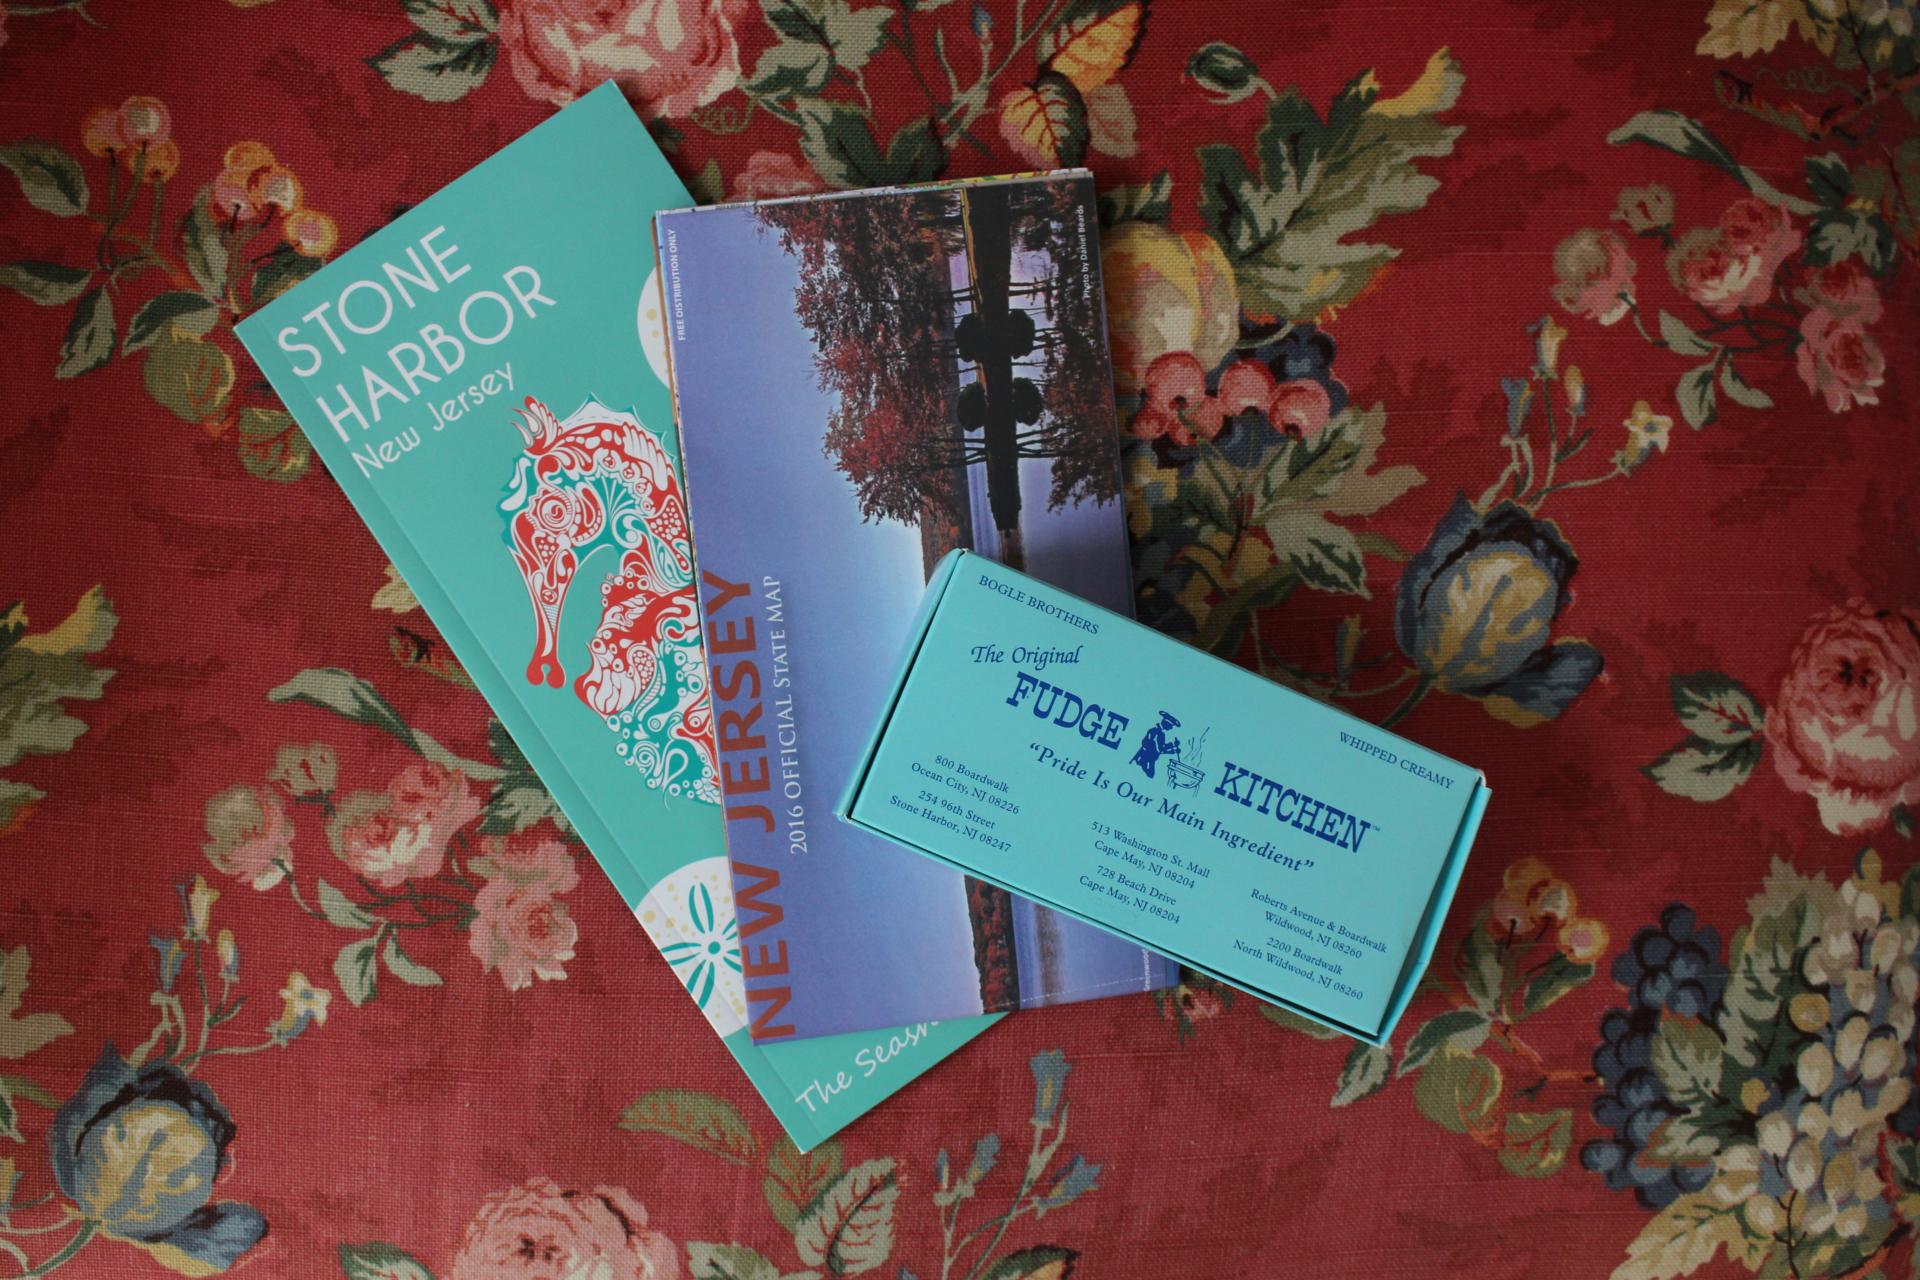 STONE
HARBOR
New Jersey
The Seash
FREE DISTRIBUTION ONLY
Photo by Daniel Beards
NEW JERSEY
2016 OFFICIAL STATE MAP
Greenwood
BOGLE BROTHERS
WHIPPED CREAMY
The Original
FUDGE KITCHEN™
“Pride Is Our Main Ingredient”
800 Boardwalk
Ocean City, NJ 08226
254 96th Street
Stone Harbor, NJ 08247
513 Washington St. Mall
Cape May, NJ 08204
728 Beach Drive
Cape May, NJ 08204
Roberts Avenue & Boardwalk
Wildwood, NJ 08260
2200 Boardwalk
North Wildwood, NJ 08260